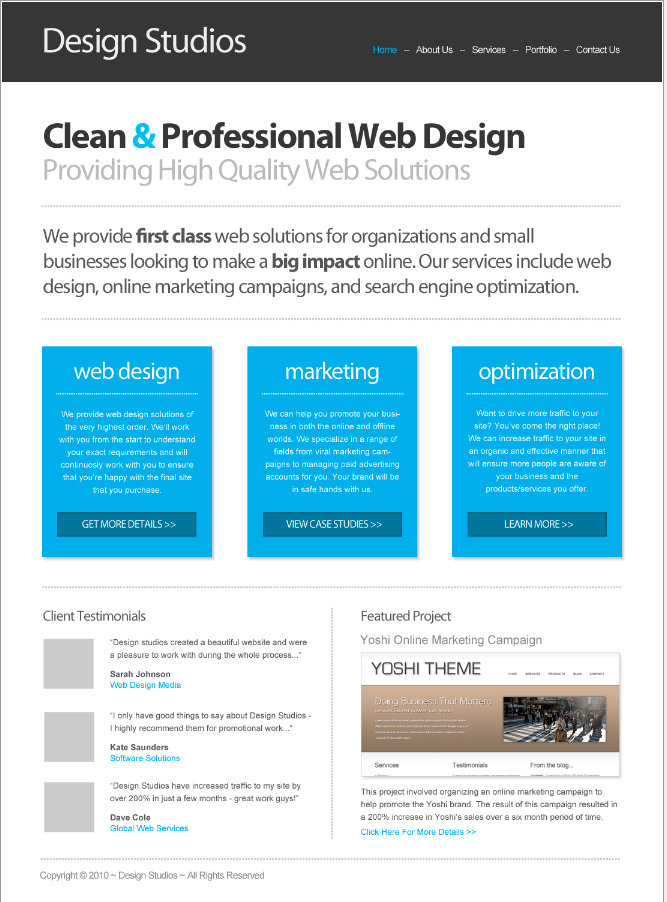 Design Studios
Home – About Us – Services – Portfolio – Contact Us
Clean & Professional Web Design
Providing High Quality Web Solutions
We provide first class web solutions for organizations and small
businesses looking to make a big impact online. Our services include web
design, online marketing campaigns, and search engine optimization.
web design
We provide web design solutions of
the very highest order. We'll work
with you from the start to understand
your exact requirements and will
continuosly work with you to ensure
that you're happy with the final site
that you purchase.
GET MORE DETAILS >>
marketing
We can help you promote your busi-
ness in both the online and offline
worlds. We specialize in a range of
fields from viral marketing cam-
paigns to managing paid advertising
accounts for you. Your brand will be
in safe hands with us.
VIEW CASE STUDIES >>
optimization
Want to drive more traffic to your
site? You've come the right place!
We can increase traffic to your site in
an organic and effective manner that
will ensure more people are aware of
your business and the
products/services you offer.
LEARN MORE >>
Client Testimonials
"Design studios created a beautiful website and were
a pleasure to work with during the whole process..."
Sarah Johnson
Web Design Media
"I only have good things to say about Design Studios -
I highly recommend them for promotional work..."
Kate Saunders
Software Solutions
"Design Studios have increased traffic to my site by
over 200% in just a few months - great work guys!"
Dave Cole
Global Web Services
Featured Project
Yoshi Online Marketing Campaign
YOSHI THEME
HOME SERVICES PRODUCTS BLOG CONTACT
Doing Business That Matters
Services
Testimonials
From the blog...
This project involved organizing an online marketing campaign to
help promote the Yoshi brand. The result of this campaign resulted in
a 200% increase in Yoshi's sales over a six month period of time.
Click Here For More Details >>
Copyright © 2010 ~ Design Studios ~ All Rights Reserved